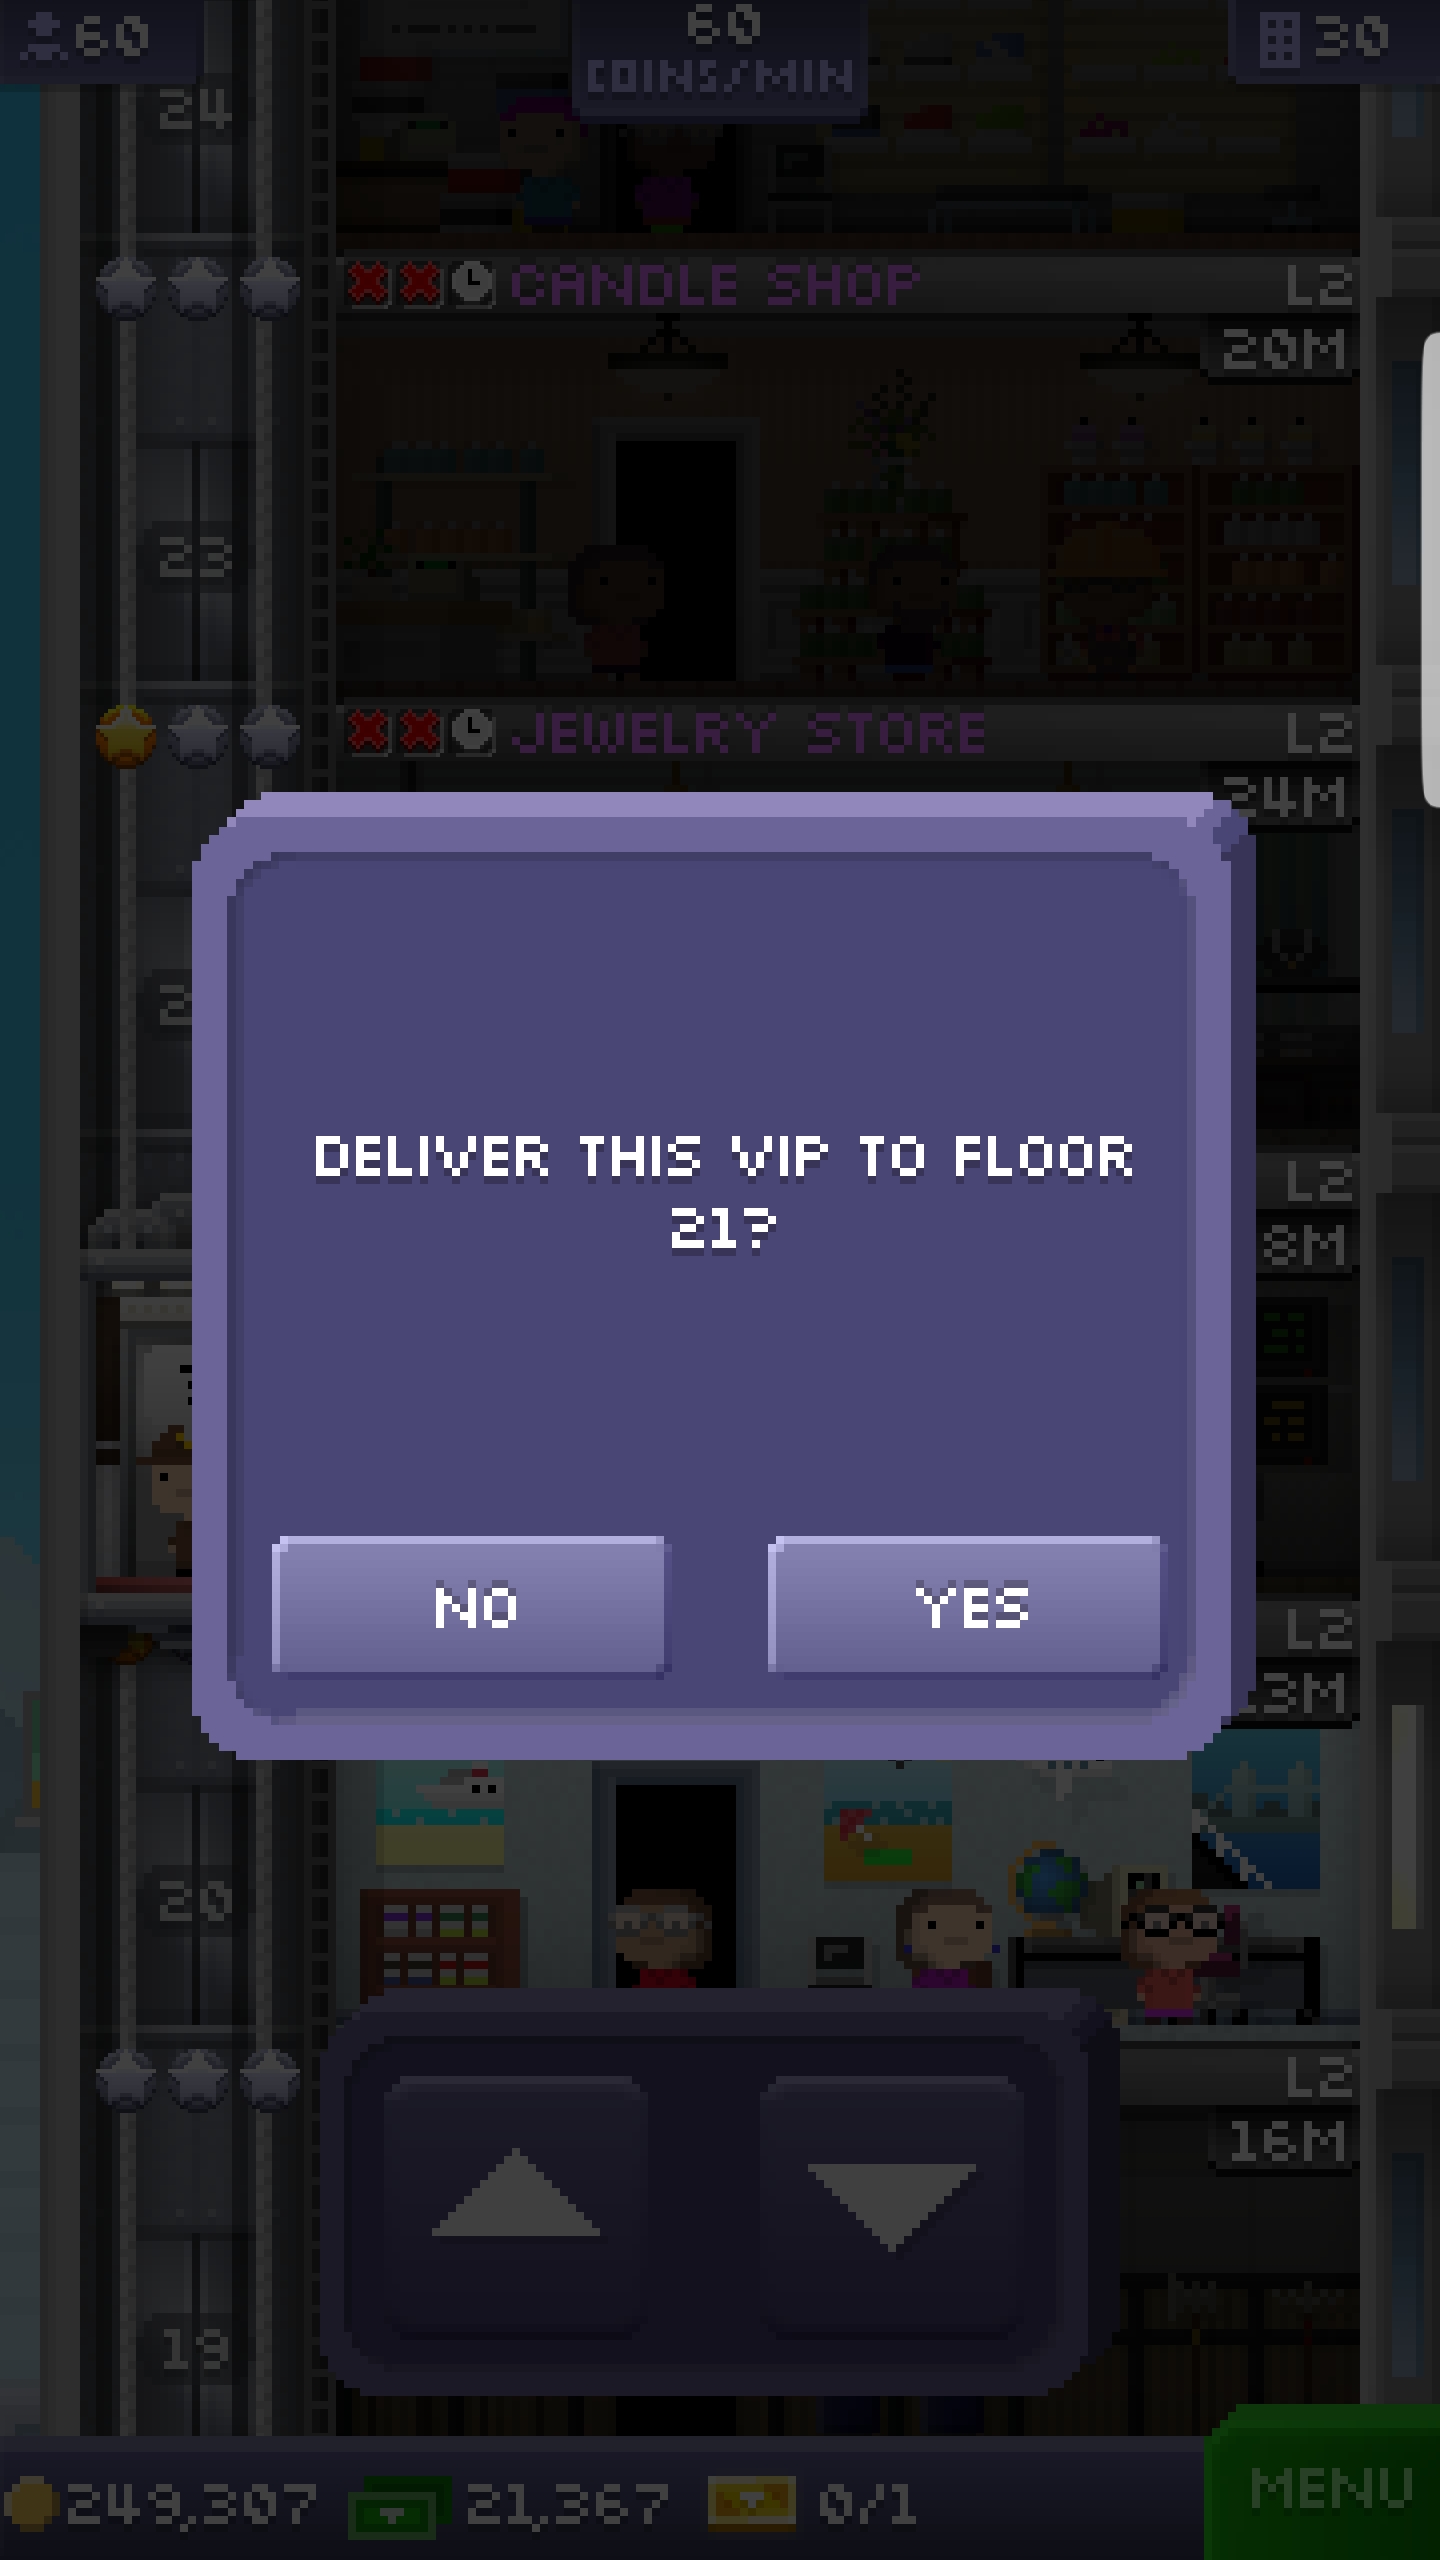 60
60
COINS/MIN
30
24
CANDLE SHOP
L2
20M
23
JEWELRY STORE
L2
24M
L2
8M
DELIVER THIS VIP TO FLOOR
21?
NO
YES
L2
13M
20
L2
16M
19
249,307
21,367
0/1
MENU